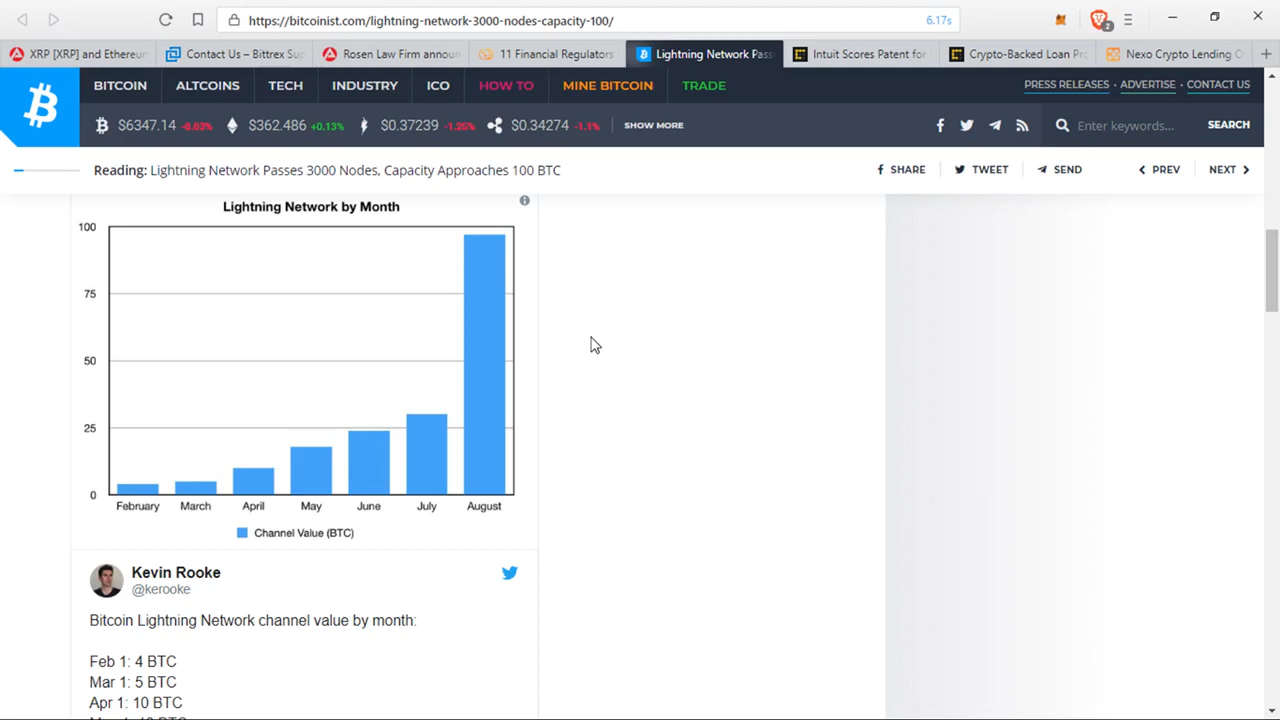 https://bitcoinist.com/lightning-network-3000-nodes-capacity-100/ 6.17s 2
XRP [XRP] and Ethereu Contact Us – Bittrex Sup Rosen Law Firm announ 11 Financial Regulators Lightning Network Pass Intuit Scores Patent for Crypto-Backed Loan Pro Nexo Crypto Lending O
BITCOIN ALTCOINS TECH INDUSTRY ICO HOW TO MINE BITCOIN TRADE PRESS RELEASES · ADVERTISE · CONTACT US
$6347.14 -0.03% $362.486 +0.13% $0.37239 -1.25% $0.34274 -1.1% SHOW MORE Enter keywords... SEARCH
Reading: Lightning Network Passes 3000 Nodes, Capacity Approaches 100 BTC SHARE TWEET SEND PREV NEXT
Lightning Network by Month
100
75
50
25
0
February March April May June July August
Channel Value (BTC)
Kevin Rooke
@kerooke
Bitcoin Lightning Network channel value by month:
Feb 1: 4 BTC
Mar 1: 5 BTC
Apr 1: 10 BTC